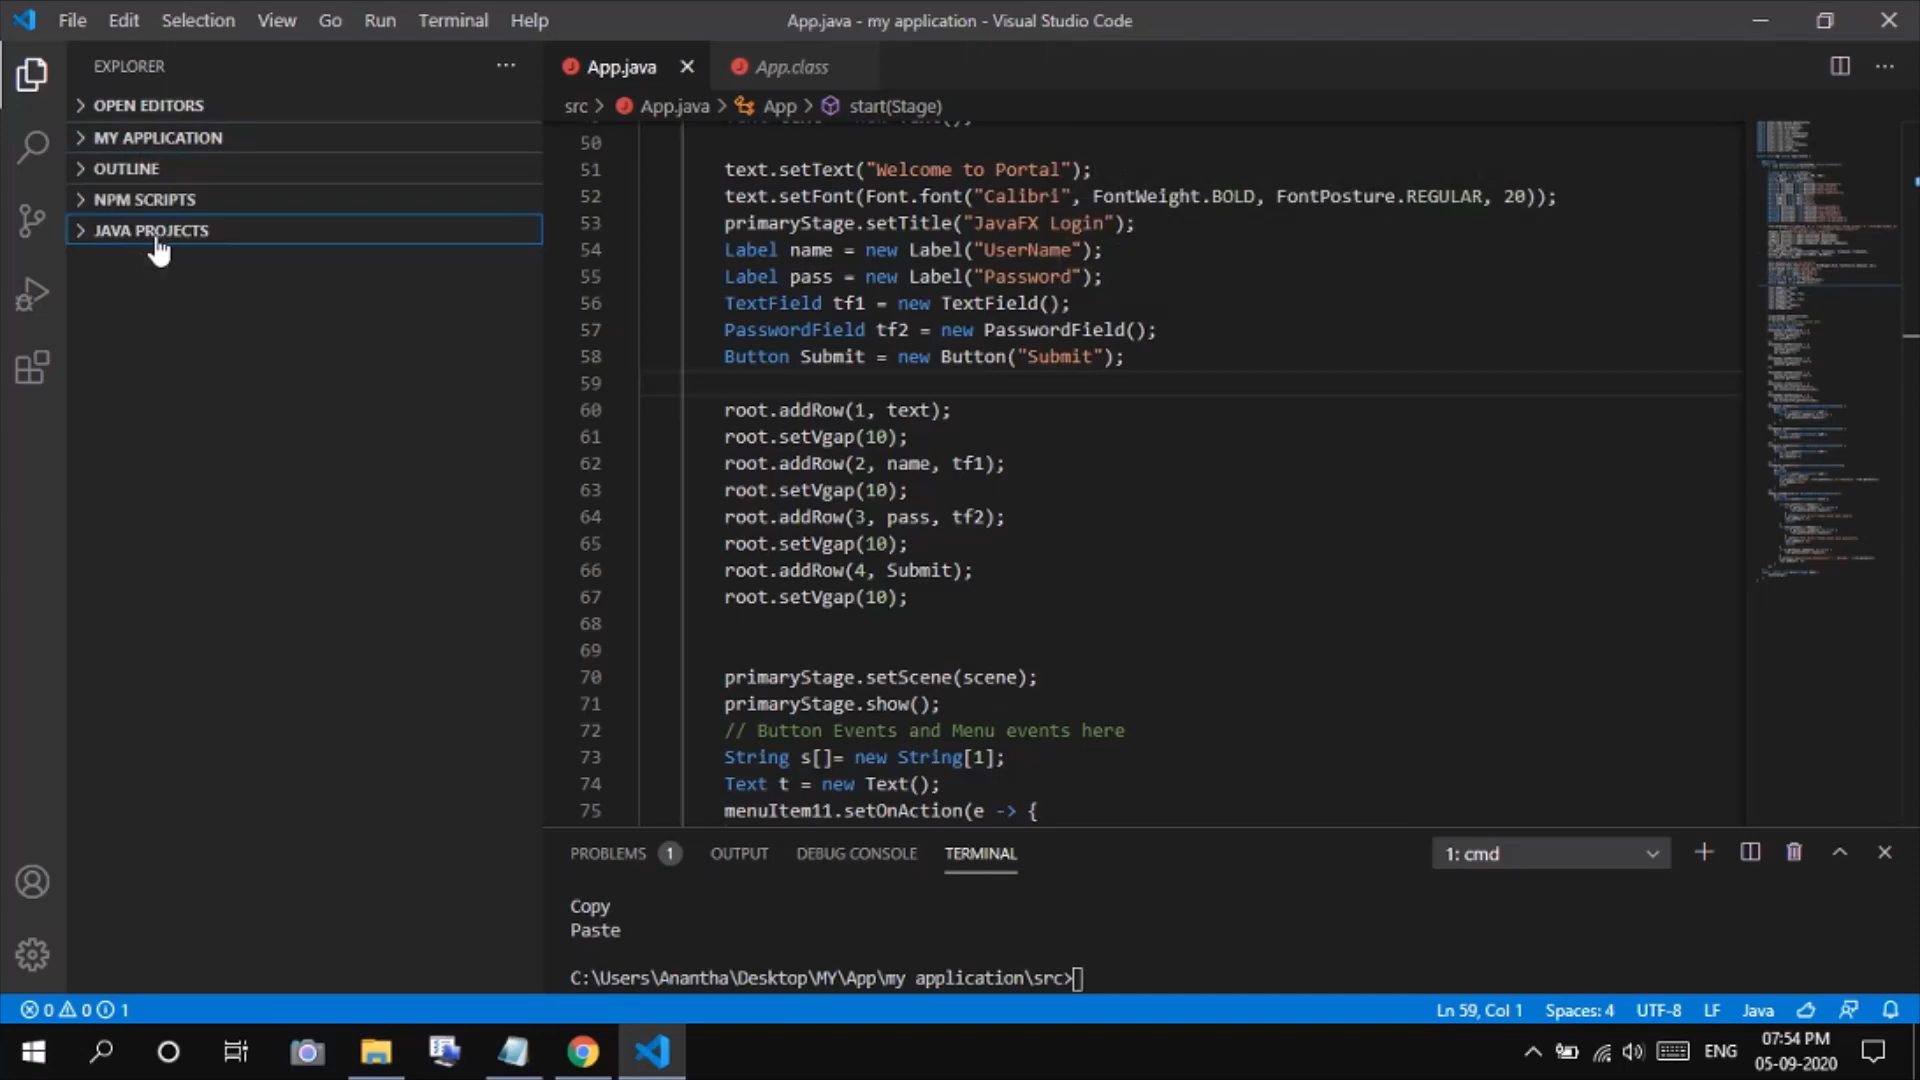 File Edit Selection View Go Run Terminal Help
App.java - my application - Visual Studio Code
EXPLORER
OPEN EDITORS
MY APPLICATION
OUTLINE
NPM SCRIPTS
JAVA PROJECTS
App.java App.class
src > App.java > App > start(Stage)
50
51 text.setText("Welcome to Portal");
52 text.setFont(Font.font("Calibri", FontWeight.BOLD, FontPosture.REGULAR, 20));
53 primaryStage.setTitle("JavaFX Login");
54 Label name = new Label("UserName");
55 Label pass = new Label("Password");
56 TextField tf1 = new TextField();
57 PasswordField tf2 = new PasswordField();
58 Button Submit = new Button("Submit");
59
60 root.addRow(1, text);
61 root.setVgap(10);
62 root.addRow(2, name, tf1);
63 root.setVgap(10);
64 root.addRow(3, pass, tf2);
65 root.setVgap(10);
66 root.addRow(4, Submit);
67 root.setVgap(10);
68
69
70 primaryStage.setScene(scene);
71 primaryStage.show();
72 // Button Events and Menu events here
73 String s[]= new String[1];
74 Text t = new Text();
75 menuItem11.setOnAction(e -> {
PROBLEMS 1 OUTPUT DEBUG CONSOLE TERMINAL 1: cmd
Copy
Paste
C:\Users\Anantha\Desktop\MY\App\my application\src>
0 0 1
Ln 59, Col 1 Spaces: 4 UTF-8 LF Java
ENG
07:54 PM
05-09-2020